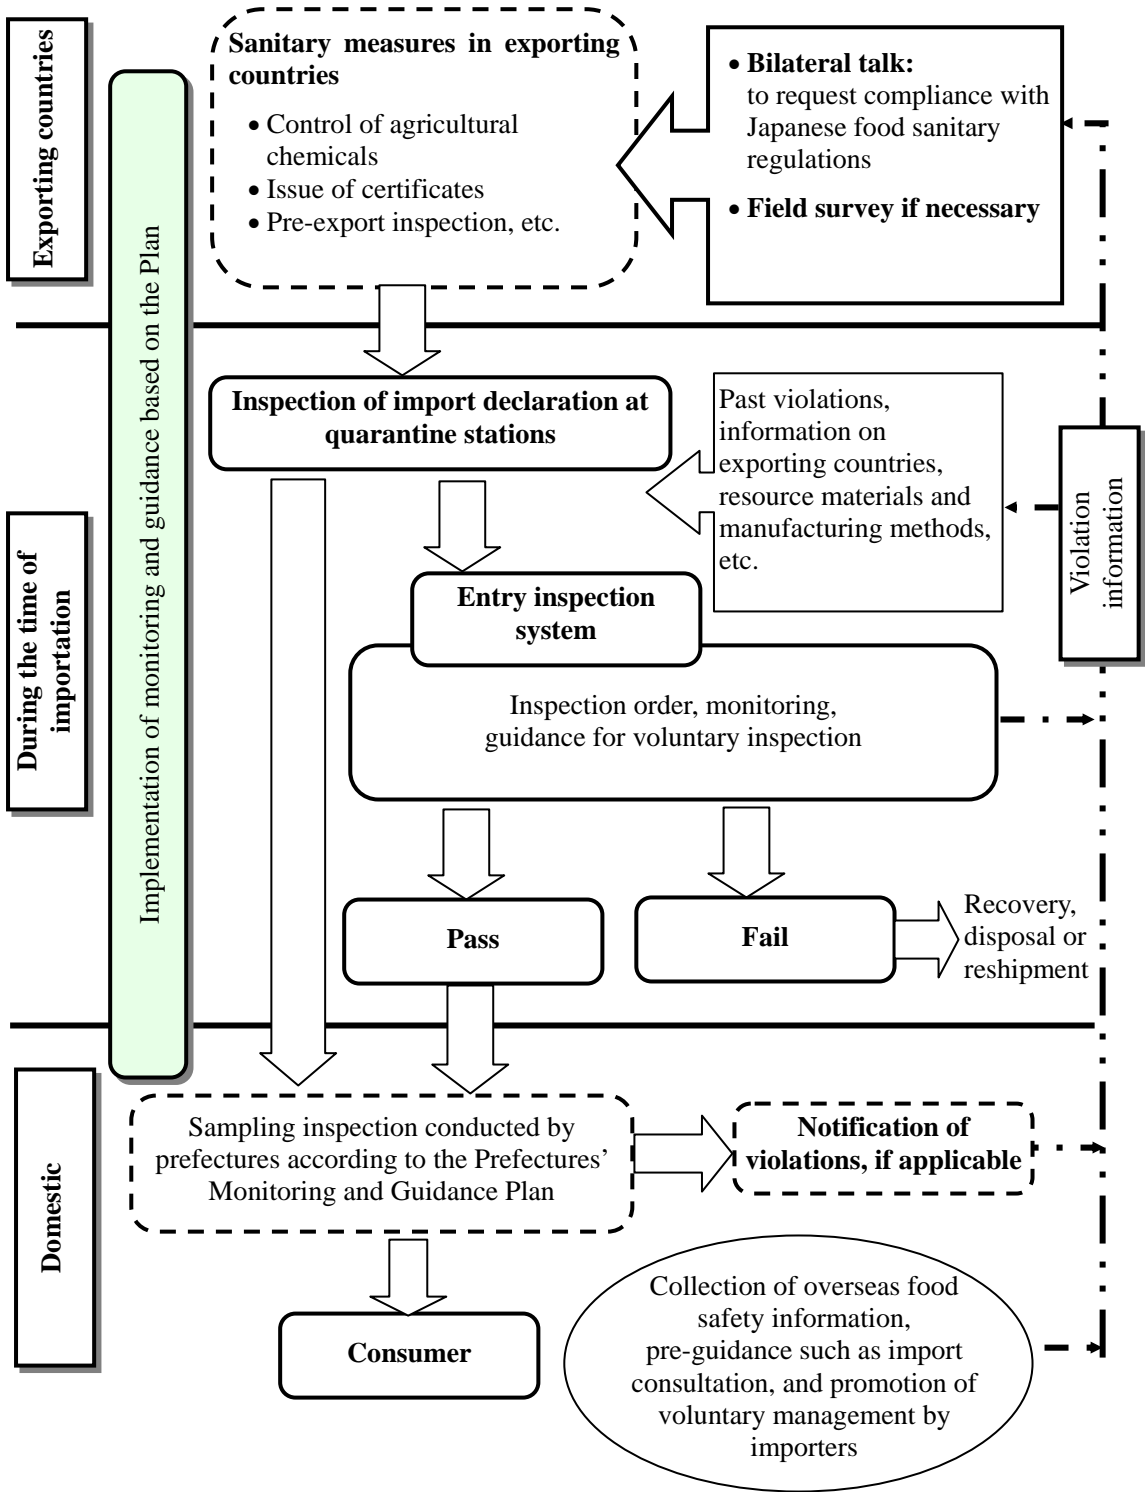 Exporting countries
Implementation of monitoring and guidance based on the Plan
Sanitary measures in exporting
countries
• Control of agricultural
chemicals
• Issue of certificates
• Pre-export inspection, etc.
• Bilateral talk:
to request compliance with
Japanese food sanitary
regulations
• Field survey if necessary
During the time of
importation
Inspection of import declaration at
quarantine stations
Past violations,
information on
exporting countries,
resource materials and
manufacturing methods,
etc.
Violation
information
Entry inspection
system
Inspection order, monitoring,
guidance for voluntary inspection
Pass
Fail
Recovery,
disposal or
reshipment
Domestic
Sampling inspection conducted by
prefectures according to the Prefectures’
Monitoring and Guidance Plan
Notification of
violations, if applicable
Consumer
Collection of overseas food
safety information,
pre-guidance such as import
consultation, and promotion of
voluntary management by
importers